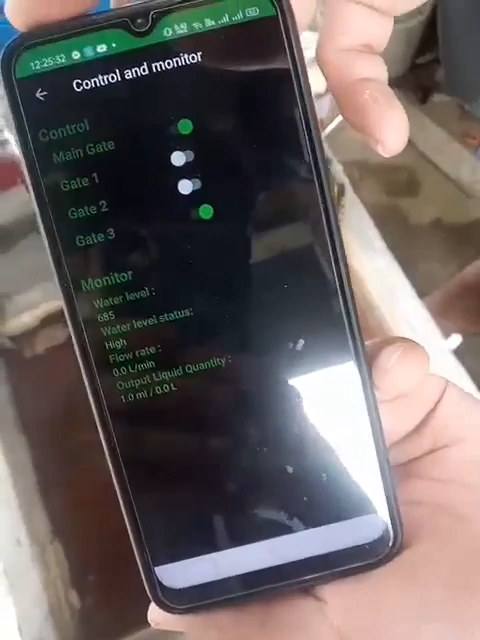 12:25:32
Control and monitor
Control
Main Gate
Gate 1
Gate 2
Gate 3
Monitor
Water level :
685
Water level status:
High
Flow rate :
0.0 L/min
Output Liquid Quantity :
1.0 ml / 0.0 L